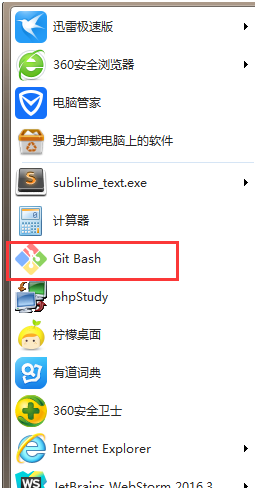 迅雷极速版
360安全浏览器
电脑管家
强力卸载电脑上的软件
sublime_text.exe
计算器
Git Bash
phpStudy
柠檬桌面
有道词典
360安全卫士
Internet Explorer
JetBrains WebStorm 2016.3